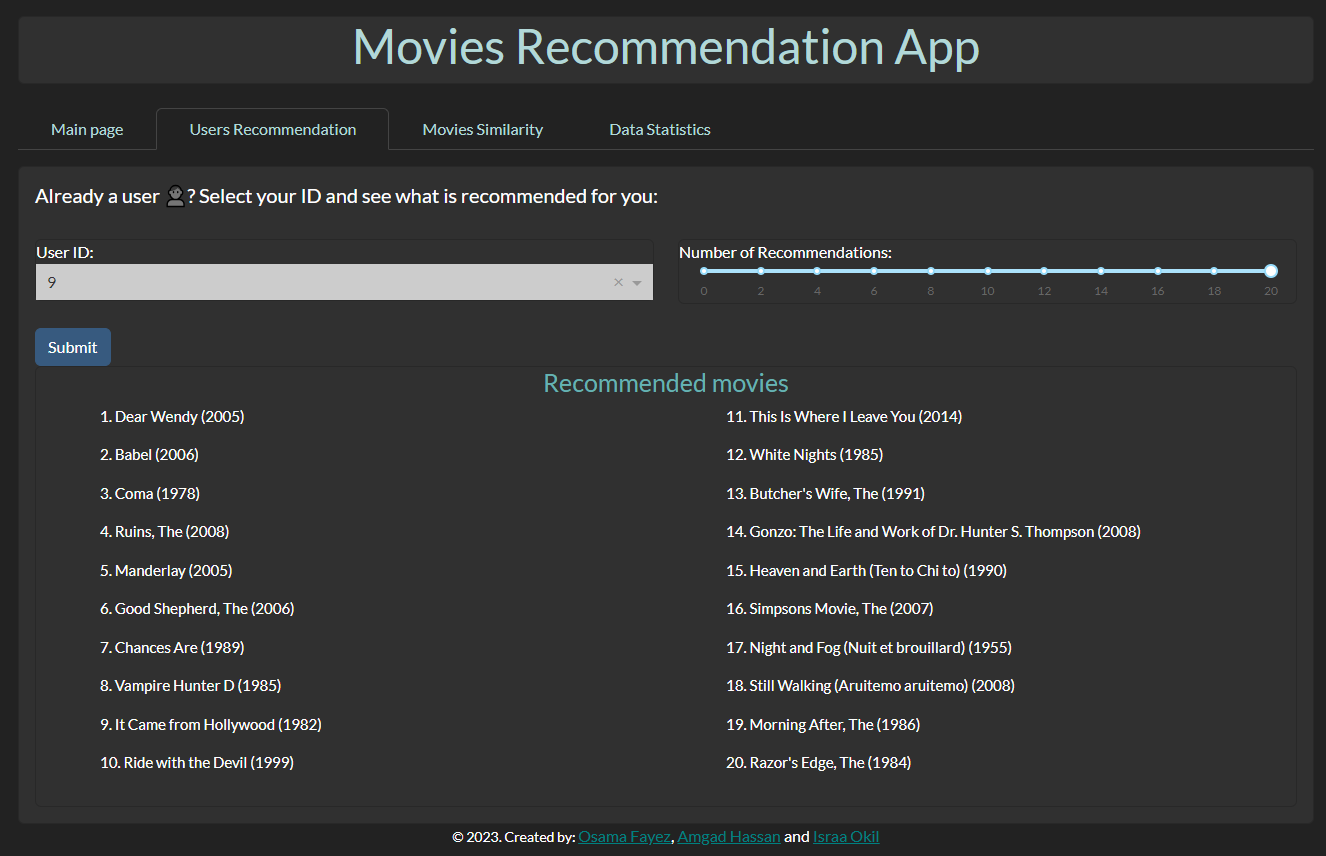 Movies Recommendation App
Main page Users Recommendation Movies Similarity Data Statistics
Already a user ? Select your ID and see what is recommended for you:
User ID:
9
Number of Recommendations:
0 2 4 6 8 10 12 14 16 18 20
Submit
Recommended movies
1. Dear Wendy (2005)
2. Babel (2006)
3. Coma (1978)
4. Ruins, The (2008)
5. Manderlay (2005)
6. Good Shepherd, The (2006)
7. Chances Are (1989)
8. Vampire Hunter D (1985)
9. It Came from Hollywood (1982)
10. Ride with the Devil (1999)
11. This Is Where I Leave You (2014)
12. White Nights (1985)
13. Butcher's Wife, The (1991)
14. Gonzo: The Life and Work of Dr. Hunter S. Thompson (2008)
15. Heaven and Earth (Ten to Chi to) (1990)
16. Simpsons Movie, The (2007)
17. Night and Fog (Nuit et brouillard) (1955)
18. Still Walking (Aruitemo aruitemo) (2008)
19. Morning After, The (1986)
20. Razor's Edge, The (1984)
© 2023. Created by: Osama Fayez, Amgad Hassan and Israa Okil